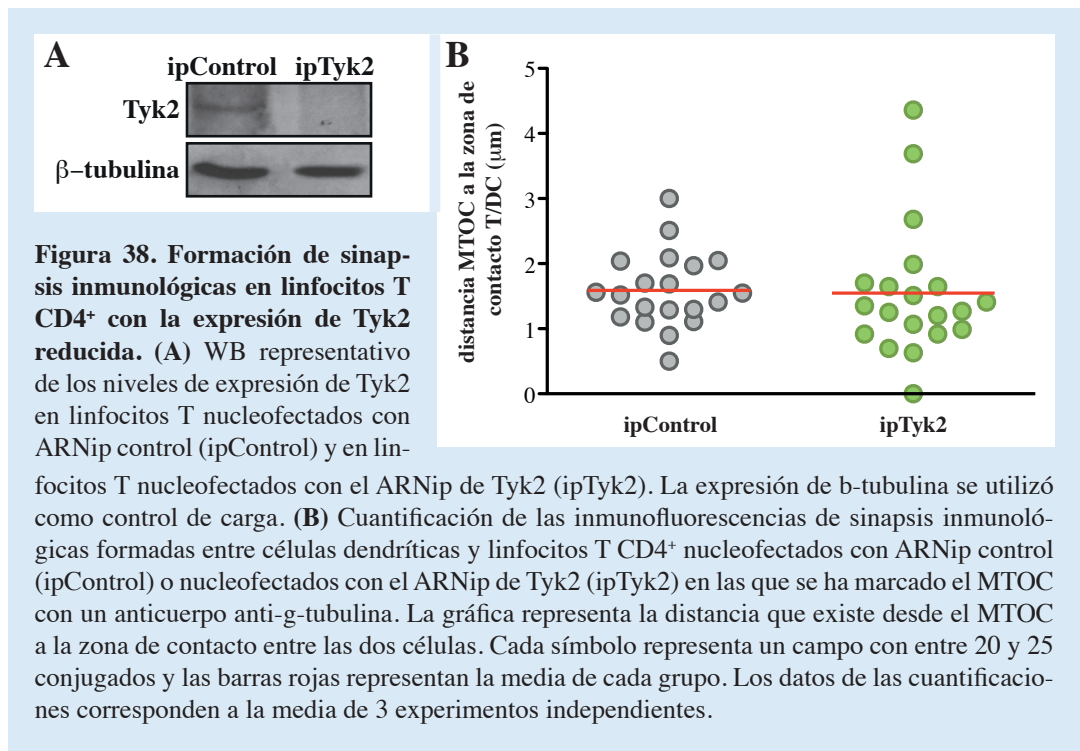 A
ipControl ipTyk2
Tyk2
β–tubulina
B
distancia MTOC a la zona de
contacto T/DC (μm)
5
4
3
2
1
0
ipControl ipTyk2
Figura 38. Formación de sinap-
sis inmunológicas en linfocitos T
CD4⁺ con la expresión de Tyk2
reducida. (A) WB representativo
de los niveles de expresión de Tyk2
en linfocitos T nucleofectados con
ARNip control (ipControl) y en lin-
focitos T nucleofectados con el ARNip de Tyk2 (ipTyk2). La expresión de b-tubulina se utilizó
como control de carga. (B) Cuantificación de las inmunofluorescencias de sinapsis inmunoló-
gicas formadas entre células dendríticas y linfocitos T CD4⁺ nucleofectados con ARNip control
(ipControl) o nucleofectados con el ARNip de Tyk2 (ipTyk2) en las que se ha marcado el MTOC
con un anticuerpo anti-g-tubulina. La gráfica representa la distancia que existe desde el MTOC
a la zona de contacto entre las dos células. Cada símbolo representa un campo con entre 20 y 25
conjugados y las barras rojas representan la media de cada grupo. Los datos de las cuantificacio-
nes corresponden a la media de 3 experimentos independientes.